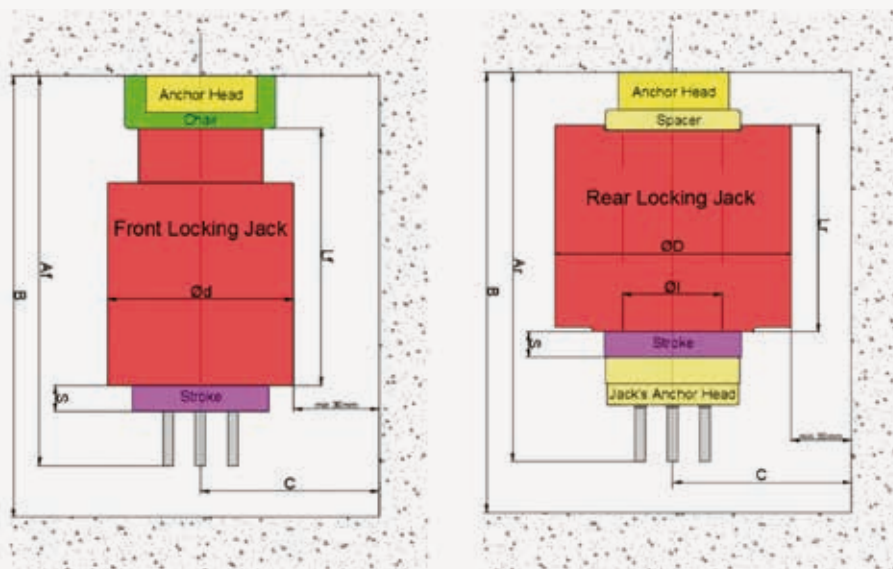 Anchor Head
Chair
Front Locking Jack
Lf
Af
B
Ød
S
Stroke
C
Anchor Head
Spacer
Rear Locking Jack
Lr
ØD
Ar
B
ØI
S
Stroke
Jack's Anchor Head
C